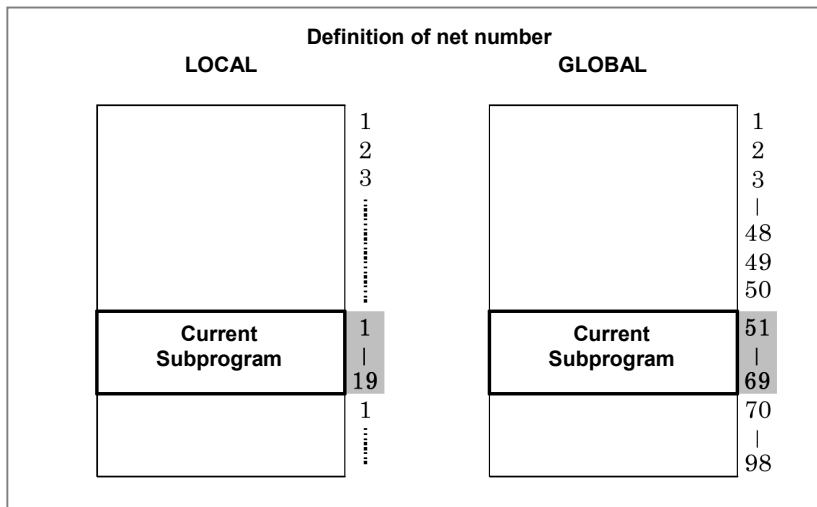 Definition of net number
LOCAL
1
2
3
Current
Subprogram
1
|
19
1
GLOBAL
1
2
3
|
48
49
50
Current
Subprogram
51
|
69
70
|
98